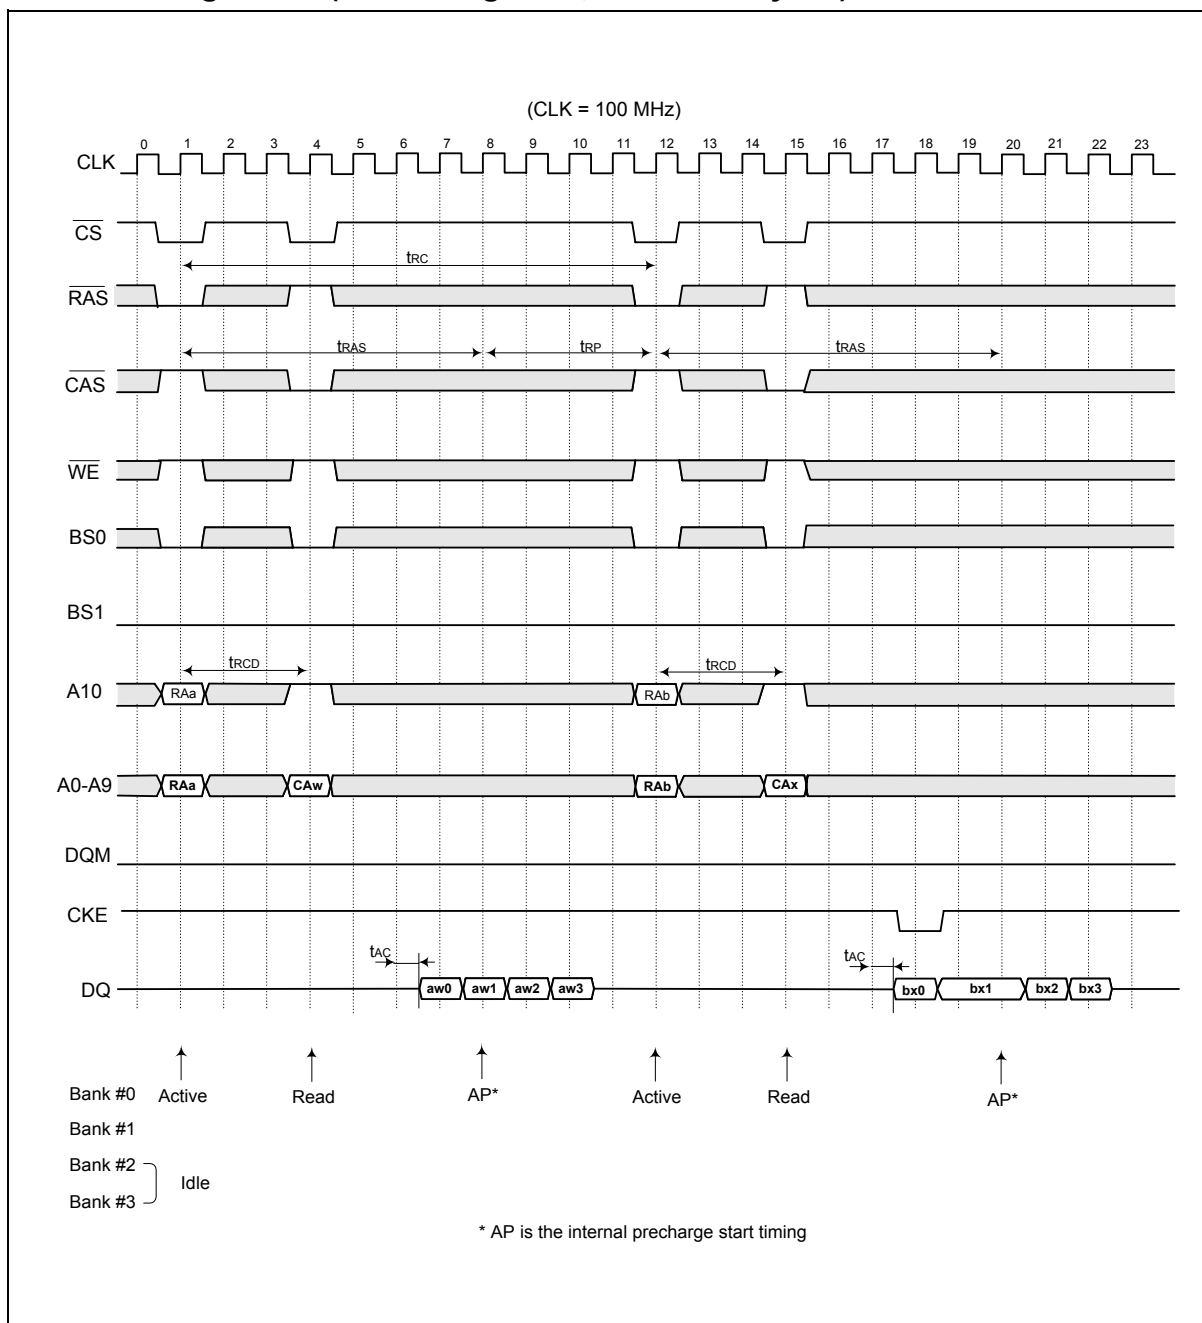 (CLK = 100 MHz)
0 1 2 3 4 5 6 7 8 9 10 11 12 13 14 15 16 17 18 19 20 21 22 23
CLK
CS
tRC
RAS
tRAS tRP tRAS
CAS
WE
BS0
BS1
tRCD tRCD
A10 RAa RAb
A0-A9 RAa CAw RAb CAx
DQM
CKE
tAC tAC
DQ aw0 aw1 aw2 aw3 bx0 bx1 bx2 bx3
Bank #0 Active Read AP* Active Read AP*
Bank #1
Bank #2
Idle
Bank #3
* AP is the internal precharge start timing